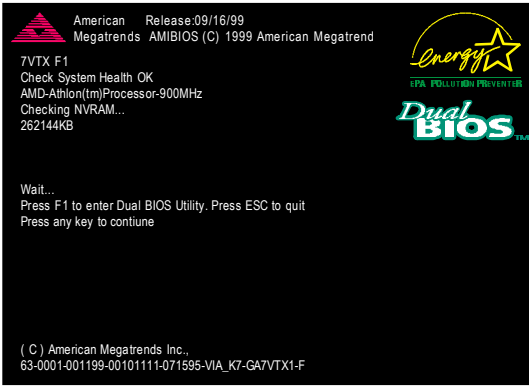 American Release:09/16/99
Megatrends AMIBIOS (C) 1999 American Megatrend
energy
EPA POLLUTION PREVENTER
7VTX F1
Check System Health OK
AMD-Athlon(tm)Processor-900MHz
Checking NVRAM...
262144KB
Dual
BIOS TM
Wait...
Press F1 to enter Dual BIOS Utility. Press ESC to quit
Press any key to contiune
( C ) American Megatrends Inc.,
63-0001-001199-00101111-071595-VIA_K7-GA7VTX1-F